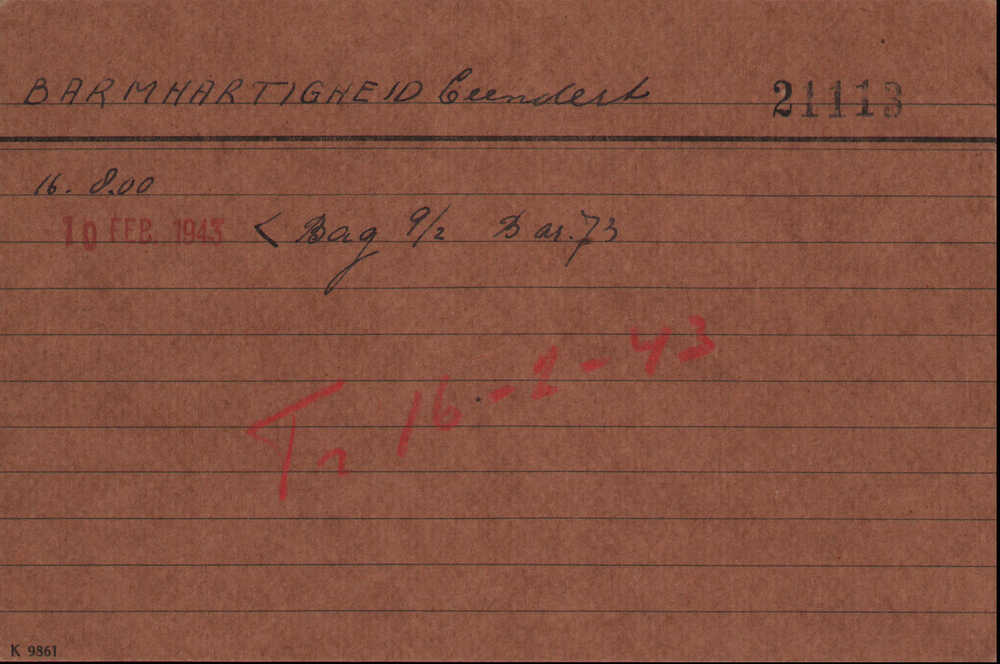 BARMHARTIGHEID Leendert 21113
16. 8.00
10 FEB. 1943 < Bag 9/2 Bar. 73
Tr 16-2-43
K 9861